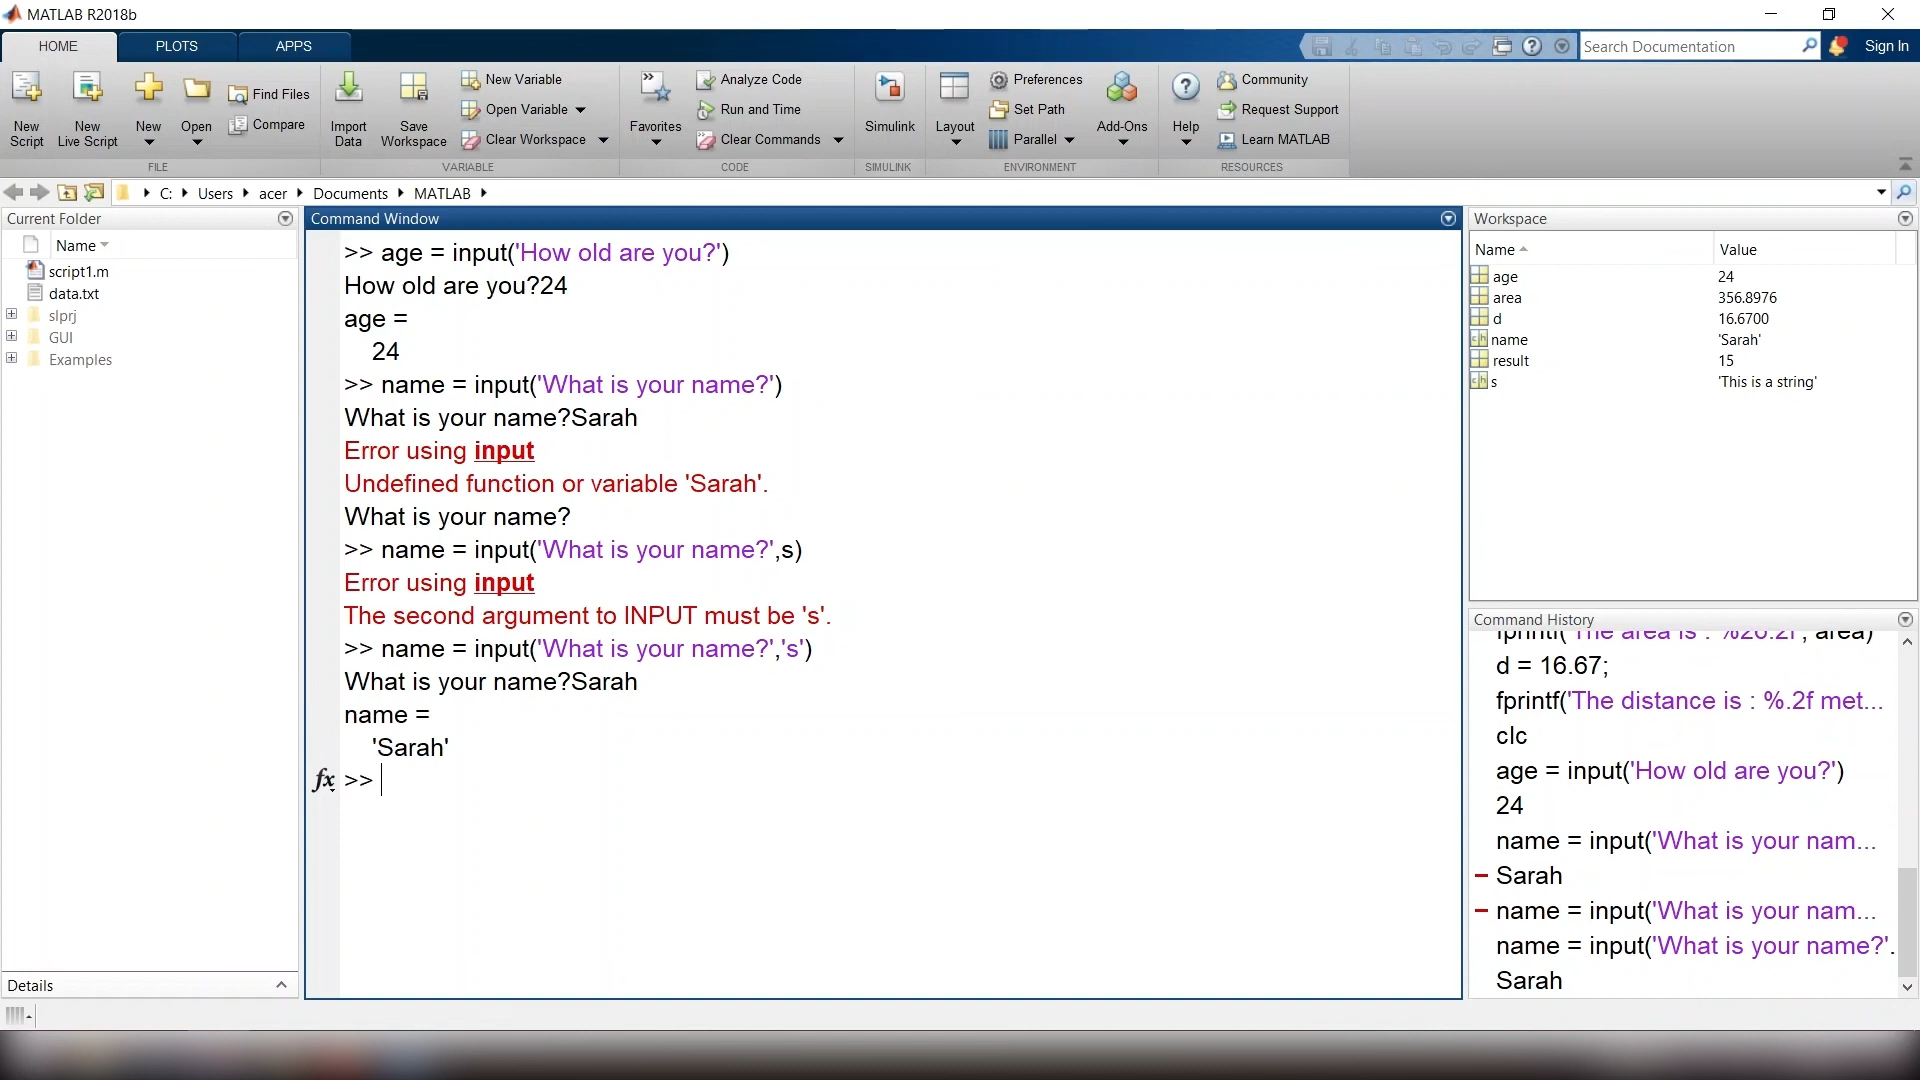 MATLAB R2018b
HOME PLOTS APPS
Search Documentation
Sign In
New Script
New Live Script
New
Open
Find Files
Compare
FILE
Import Data
Save Workspace
New Variable
Open Variable
Clear Workspace
VARIABLE
Favorites
Analyze Code
Run and Time
Clear Commands
CODE
Simulink
SIMULINK
Layout
Preferences
Set Path
Parallel
Add-Ons
ENVIRONMENT
Help
Community
Request Support
Learn MATLAB
RESOURCES
C: Users acer Documents MATLAB
Current Folder
Name
script1.m
data.txt
slprj
GUI
Examples
Details
Command Window
>> age = input('How old are you?')
How old are you?24
age =
24
>> name = input('What is your name?')
What is your name?Sarah
Error using input
Undefined function or variable 'Sarah'.
What is your name?
>> name = input('What is your name?',s)
Error using input
The second argument to INPUT must be 's'.
>> name = input('What is your name?','s')
What is your name?Sarah
name =
'Sarah'
fx >>
Workspace
Name Value
age 24
area 356.8976
d 16.6700
name 'Sarah'
result 15
s 'This is a string'
Command History
d = 16.67;
fprintf('The distance is : %.2f met...
clc
age = input('How old are you?')
24
name = input('What is your nam...
Sarah
name = input('What is your nam...
name = input('What is your name?'.
Sarah